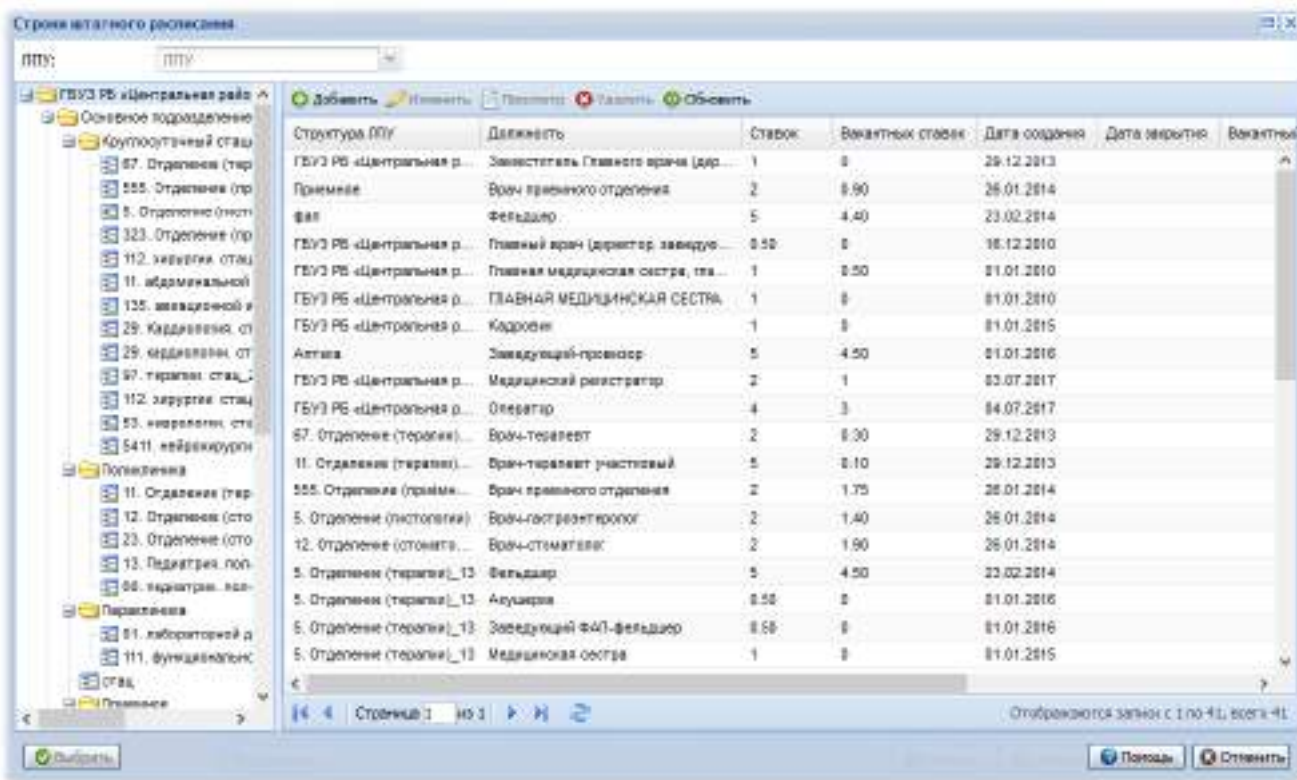 Строки штатного расписания
ЛПУ: ЛПУ
ГБУЗ РБ «Центральная райо
Основное подразделение
Круглосуточный стац
67. Отделение (тер
555. Отделение (пр
5. Отделение (гисто
323. Отделение (пр
112. хирургии. стац
11. абдоминальной
135. авиационной и
29. Кардиология. ст
29. кардиологии. ст
97. терапии. стац_2
112. хирургии. стац
53. неврологии. ста
5411. нейрохирурги
Поликлиника
11. Отделение (тер
12. Отделение (сто
23. Отделение (сто
13. Педиатрия. пол
66. педиатрии. пол
Параклиника
81. лабораторной д
111. функционально
стац
Приемное
Добавить Изменить Просмотр Удалить Обновить
Структура ЛПУ Должность Ставок Вакантных ставок Дата создания Дата закрытия Вакантных
ГБУЗ РБ «Центральная р... Заместитель Главного врача (дир... 1 0 29.12.2013
Приемное Врач приемного отделения 2 0.90 26.01.2014
фап Фельдшер 5 4.40 23.02.2014
ГБУЗ РБ «Центральная р... Главный врач (директор, заведую... 0.50 0 16.12.2010
ГБУЗ РБ «Центральная р... Главная медицинская сестра, гла... 1 0.50 01.01.2010
ГБУЗ РБ «Центральная р... ГЛАВНАЯ МЕДИЦИНСКАЯ СЕСТРА 1 0 01.01.2010
ГБУЗ РБ «Центральная р... Кадровик 1 0 01.01.2015
Аптека Заведующий-провизор 5 4.50 01.01.2016
ГБУЗ РБ «Центральная р... Медицинский регистратор 2 1 03.07.2017
ГБУЗ РБ «Центральная р... Оператор 4 3 04.07.2017
67. Отделение (терапии)... Врач-терапевт 2 0.30 29.12.2013
11. Отделение (терапии)... Врач-терапевт участковый 5 0.10 29.12.2013
555. Отделение (приёмн... Врач приемного отделения 2 1.75 26.01.2014
5. Отделение (гистологии) Врач-гастроэнтеролог 2 1.40 26.01.2014
12. Отделение (стомато... Врач-стоматолог 2 1.90 26.01.2014
5. Отделение (терапии)_13 Фельдшер 5 4.50 23.02.2014
5. Отделение (терапии)_13 Акушерка 0.50 0 01.01.2016
5. Отделение (терапии)_13 Заведующий ФАП-фельдшер 0.50 0 01.01.2016
5. Отделение (терапии)_13 Медицинская сестра 1 0 01.01.2015
Страница 1 из 1
Отображаются записи с 1 по 41, всего 41
Выбрать Помощь Отменить